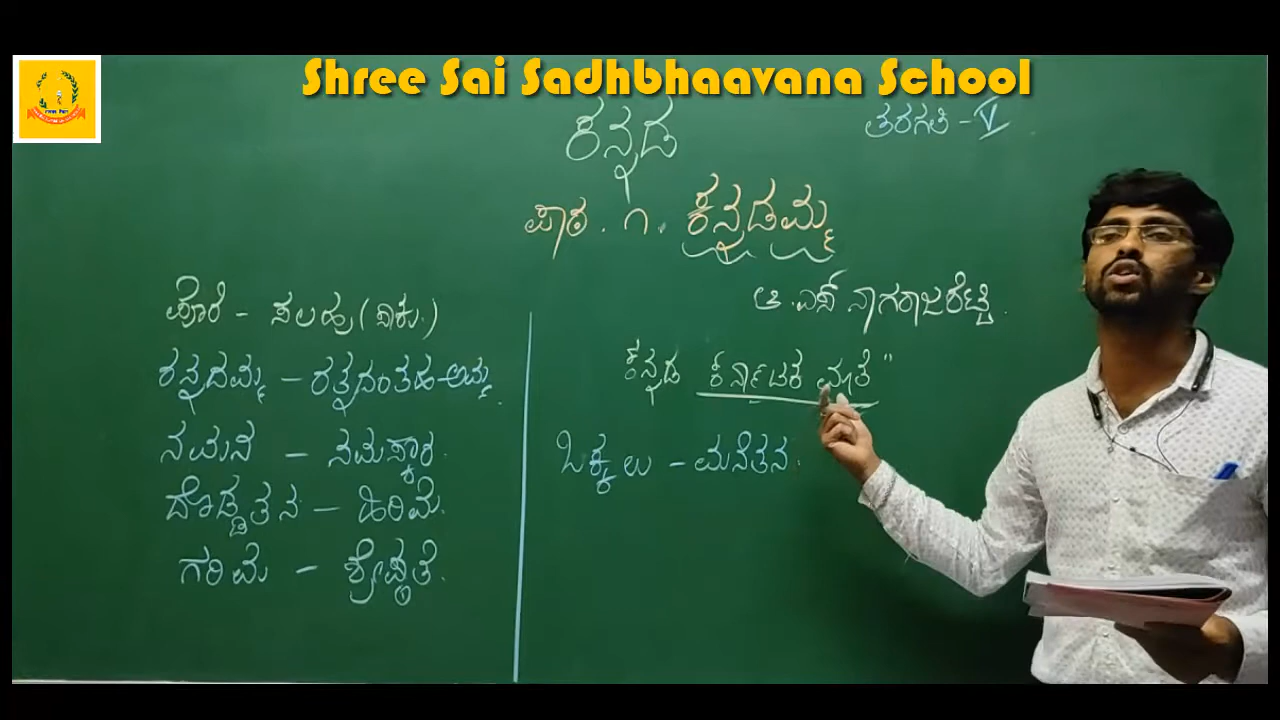 Shree Sai Sadhbhaavana School
ಕನ್ನಡ
ತರಗತಿ - V
ಪಾಠ . ೧. ಕನ್ನಡಮ್ಮ
ಆ.ಎಸ್ ನಾಗರಾಜಶೆಟ್ಟಿ.
ಪೊರೆ - ಸಲಹು (ಸಾಕು)
ಕನ್ನಡಮ್ಮ - ರತ್ನದಂತಹ ಅಮ್ಮ.
ನಮನ - ನಮಸ್ಕಾರ.
ದೊಡ್ಡತನ - ಹಿರಿಮೆ.
ಗರಿಮೆ - ಶ್ರೇಷ್ಠತೆ.
ಕನ್ನಡ ಕರ್ನಾಟಕ
ಒಕ್ಕಲು - ಮನೆತನ.